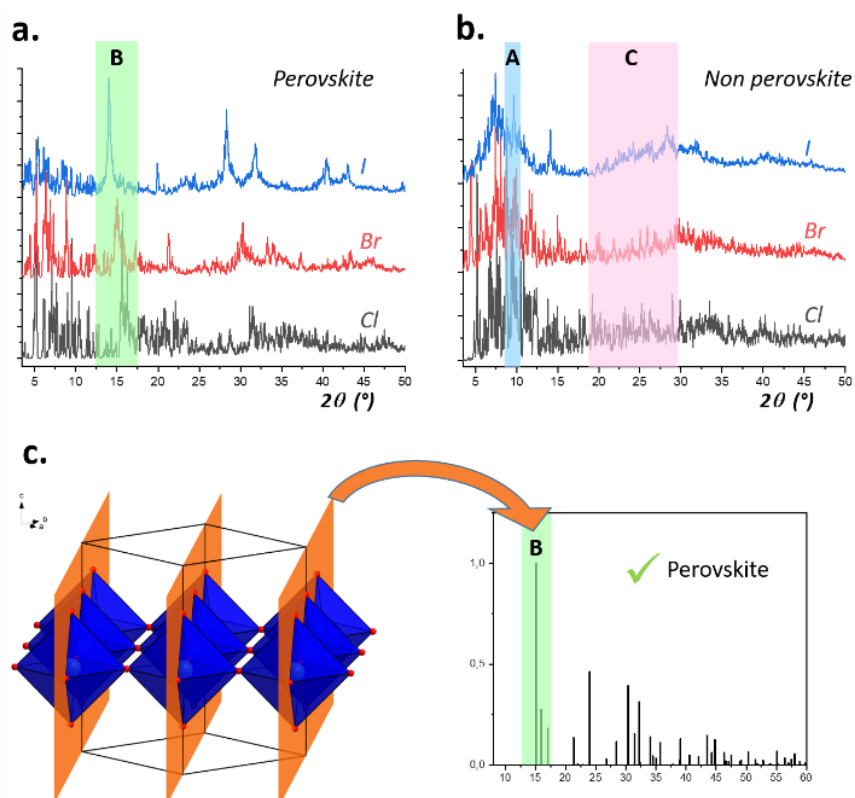 a.
B
Perovskite
I
Br
Cl
5 10 15 20 25 30 35 40 45 50
2θ (°)
b.
A
C
Non perovskite
I
Br
Cl
5 10 15 20 25 30 35 40 45 50
2θ (°)
c.
c
b
a
B
Perovskite
1,0
0,5
0,0
10 15 20 25 30 35 40 45 50 55 60